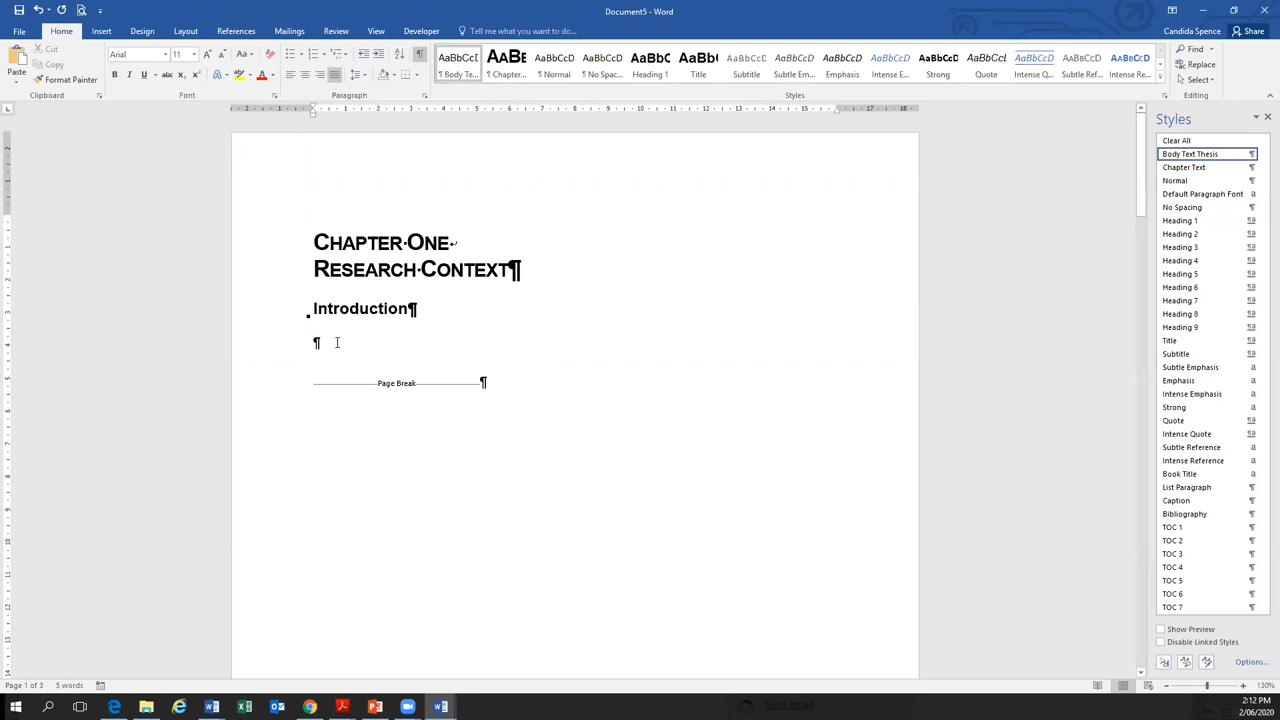 Document5 - Word
Candida Spence
Share
File Home Insert Design Layout References Mailings Review View Developer Tell me what you want to do...
Paste
Cut
Copy
Format Painter
Clipboard
Arial 11
Font
Paragraph
AaBbCcI AABB AaBbCcD AaBbCcD AaBbC AaBbC AaBbCcD AaBbCcD AaBbCcD AaBbCcD AaBbCcD AaBbCcD AaBbCcD AaBbCcD AaBbCcD
¶ Body Te... ¶ Chapter... ¶ Normal ¶ No Spac... Heading 1 Title Subtitle Subtle Em... Emphasis Intense E... Strong Quote Intense Q... Subtle Ref... Intense Re...
Styles
Find
Replace
Select
Editing
CHAPTER·ONE
RESEARCH·CONTEXT¶
Introduction¶
¶
Page Break¶
Styles
Clear All
Body Text Thesis ¶
Chapter Text ¶
Normal ¶
Default Paragraph Font a
No Spacing ¶
Heading 1 ¶a
Heading 2 ¶a
Heading 3 ¶a
Heading 4 ¶a
Heading 5 ¶a
Heading 6 ¶a
Heading 7 ¶a
Heading 8 ¶a
Heading 9 ¶a
Title ¶a
Subtitle ¶a
Subtle Emphasis a
Emphasis a
Intense Emphasis a
Strong a
Quote ¶a
Intense Quote ¶a
Subtle Reference a
Intense Reference a
Book Title a
List Paragraph ¶
Caption ¶
Bibliography ¶
TOC 1 ¶
TOC 2 ¶
TOC 3 ¶
TOC 4 ¶
TOC 5 ¶
TOC 6 ¶
TOC 7 ¶
Show Preview
Disable Linked Styles
Options...
Page 1 of 3 5 words
130%
Send email
2:12 PM
2/06/2020